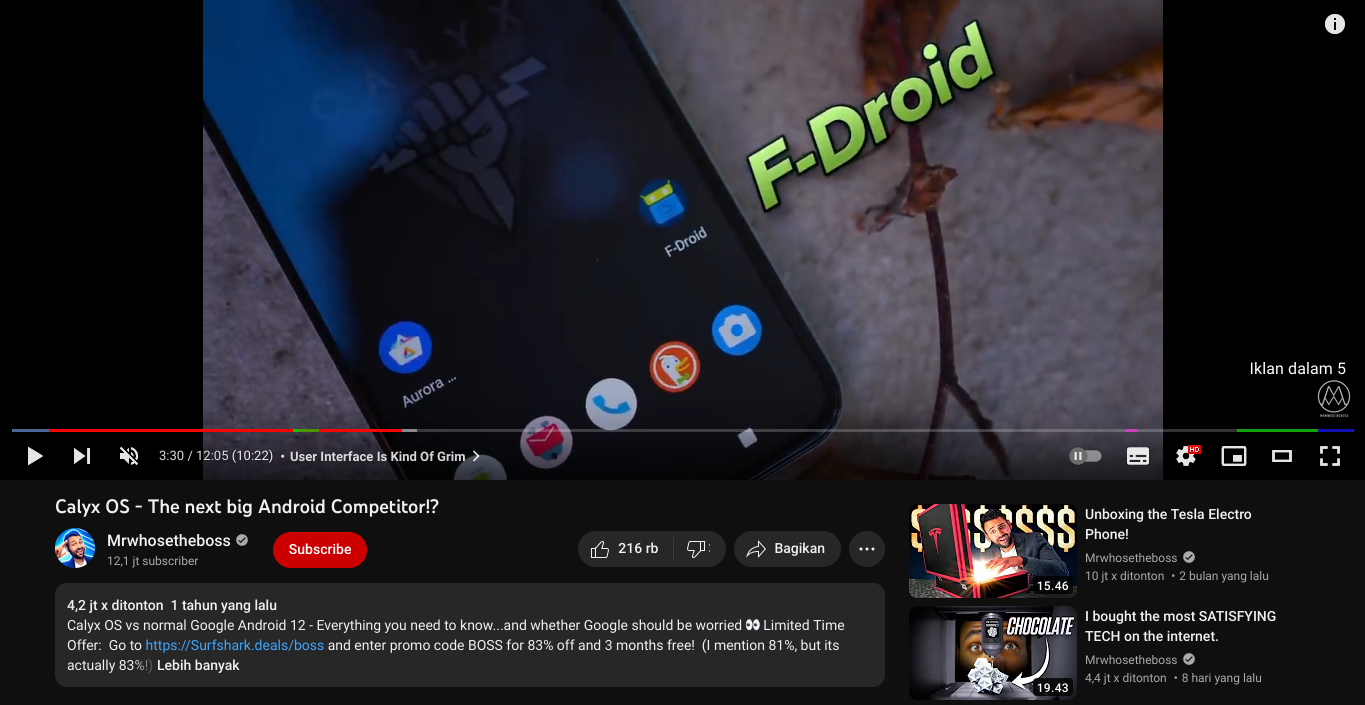 CALYX
F-Droid
F-Droid
Aurora ...
Iklan dalam 5
MRWHOSETHEBOSS
3:30 / 12:05 (10:22) • User Interface Is Kind Of Grim
HD
Calyx OS - The next big Android Competitor!?
Mrwhosetheboss
12,1 jt subscriber
Subscribe
216 rb
Bagikan
4,2 jt x ditonton 1 tahun yang lalu
Calyx OS vs normal Google Android 12 - Everything you need to know...and whether Google should be worried 👀 Limited Time
Offer: Go to https://Surfshark.deals/boss and enter promo code BOSS for 83% off and 3 months free! (I mention 81%, but its
actually 83%!) Lebih banyak
$ $OSS$$$
15.46
Unboxing the Tesla Electro
Phone!
Mrwhosetheboss
10 jt x ditonton • 2 bulan yang lalu
CHOCOLATE
19.43
I bought the most SATISFYING
TECH on the internet.
Mrwhosetheboss
4,4 jt x ditonton • 8 hari yang lalu